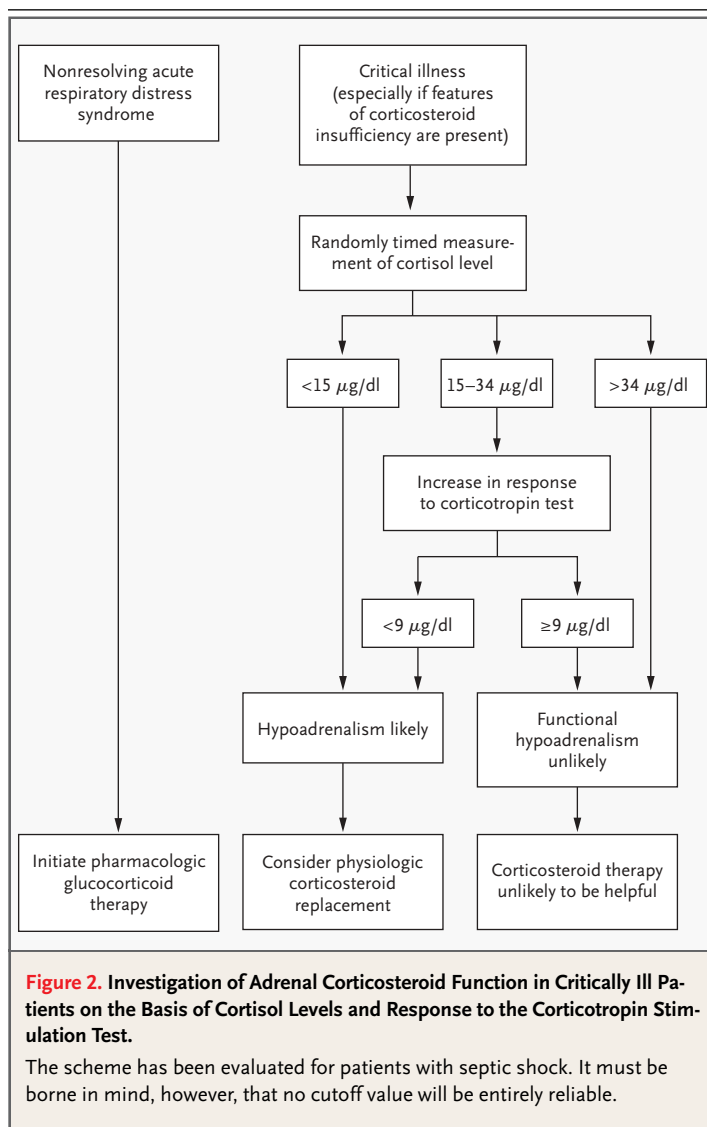 Nonresolving acute
respiratory distress
syndrome
Critical illness
(especially if features
of corticosteroid
insufficiency are present)
Randomly timed measure-
ment of cortisol level
<15 μg/dl
15–34 μg/dl
>34 μg/dl
Increase in response
to corticotropin test
<9 μg/dl
≥9 μg/dl
Hypoadrenalism likely
Functional
hypoadrenalism
unlikely
Initiate pharmacologic
glucocorticoid
therapy
Consider physiologic
corticosteroid
replacement
Corticosteroid therapy
unlikely to be helpful
Figure 2. Investigation of Adrenal Corticosteroid Function in Critically Ill Pa-
tients on the Basis of Cortisol Levels and Response to the Corticotropin Stim-
ulation Test.
The scheme has been evaluated for patients with septic shock. It must be
borne in mind, however, that no cutoff value will be entirely reliable.